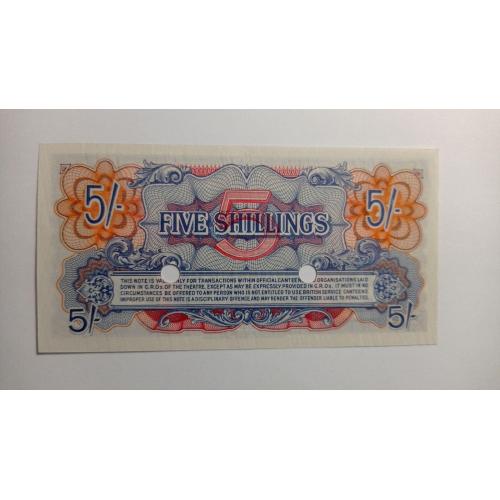 5/- 5/-
5
FIVE SHILLINGS
THIS NOTE IS VALID ONLY FOR TRANSACTIONS WITHIN OFFICIAL CANTEEN ORGANISATIONS LAID
DOWN IN G.R.Os. OF THE THEATRE, EXCEPT AS MAY BE EXPRESSLY PROVIDED IN G.R.Os. IT MUST IN NO
CIRCUMSTANCES BE OFFERED TO ANY PERSON WHO IS NOT ENTITLED TO USE BRITISH SERVICE CANTEENS
IMPROPER USE OF THIS NOTE IS A DISCIPLINARY OFFENCE AND MAY RENDER THE OFFENDER LIABLE TO PENALTIES.
5/- 5/-